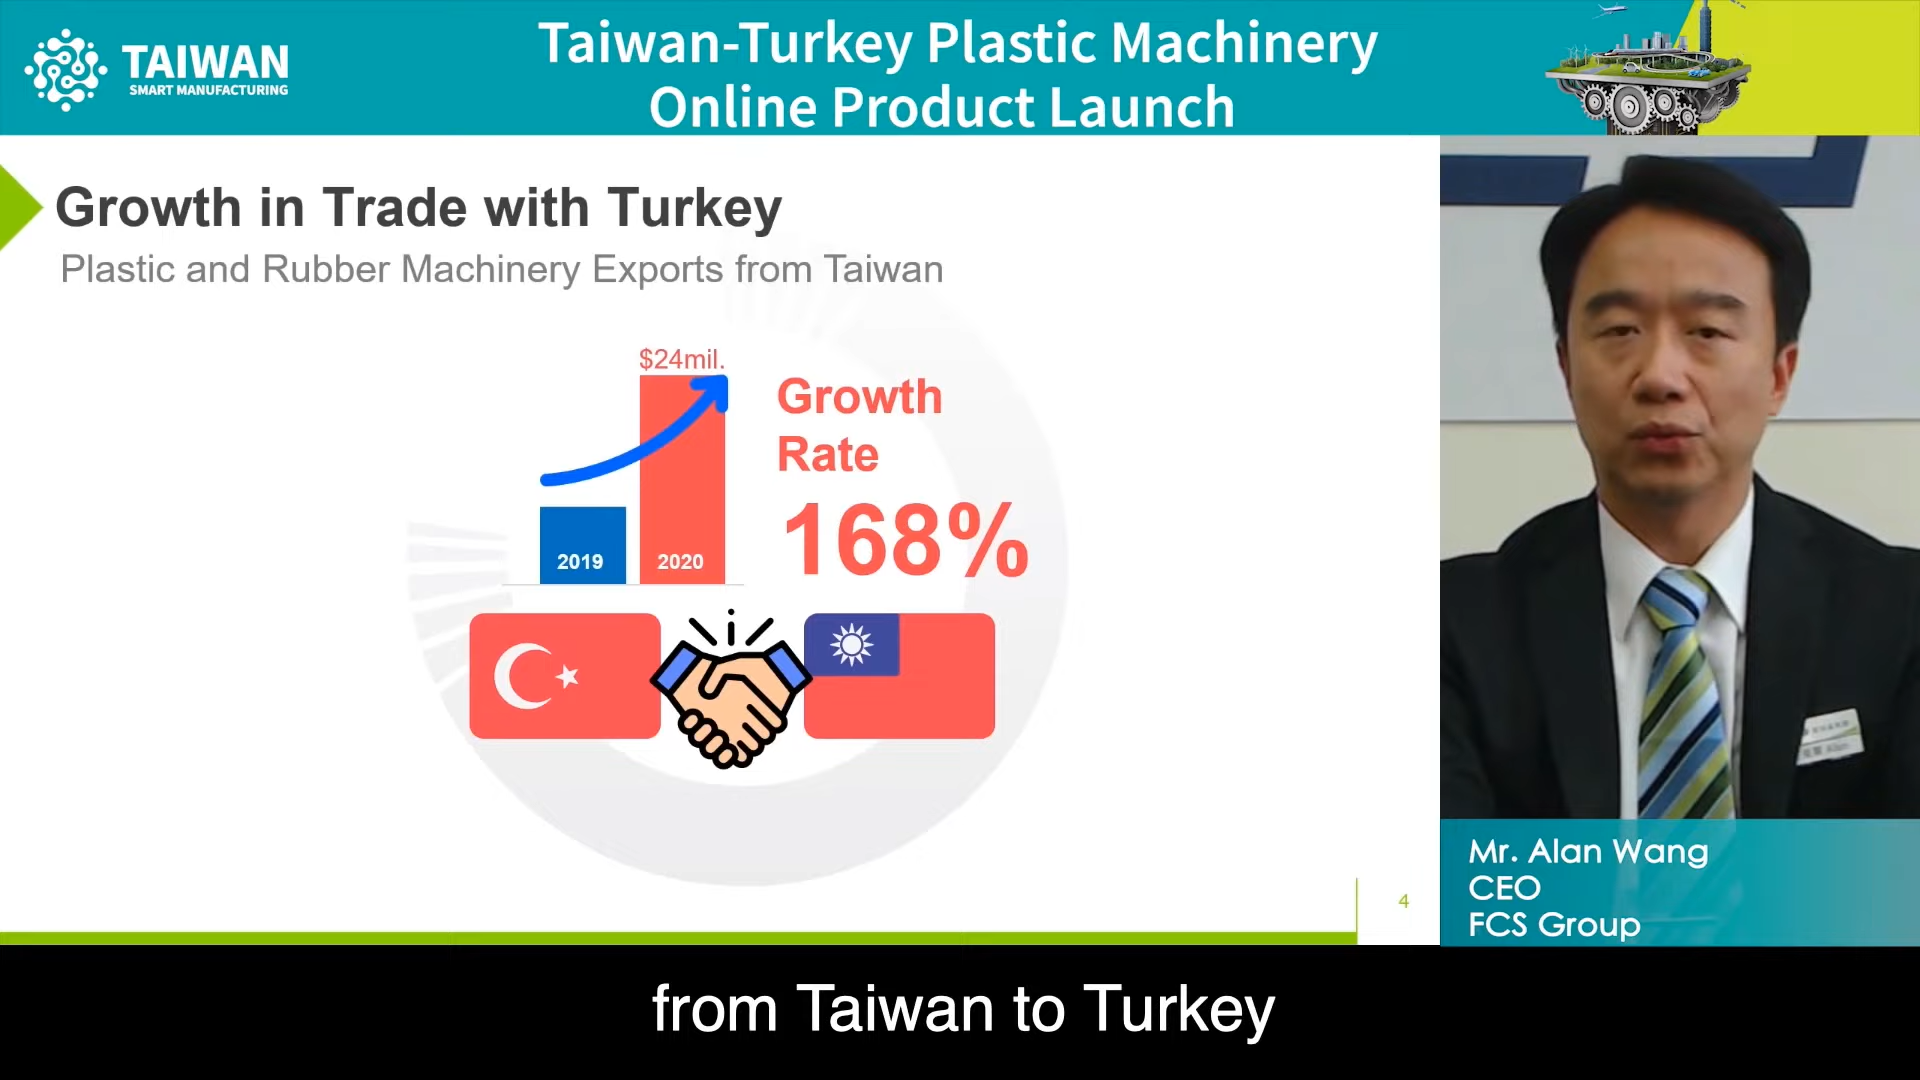 TAIWAN
SMART MANUFACTURING
Taiwan-Turkey Plastic Machinery
Online Product Launch
Growth in Trade with Turkey
Plastic and Rubber Machinery Exports from Taiwan
$24mil.
2019
2020
Growth
Rate
168%
4
Mr. Alan Wang
CEO
FCS Group
from Taiwan to Turkey